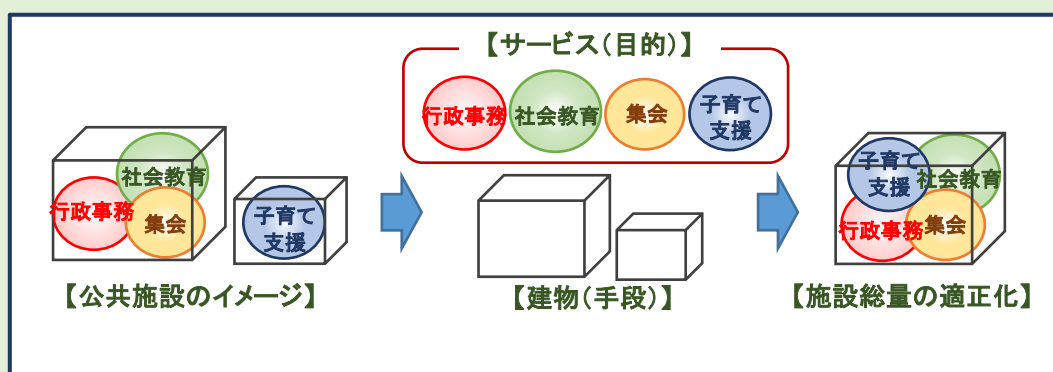 【サービス(目的)】
行政事務
社会教育
集会
子育て
支援
社会教育
行政事務
集会
子育て
支援
子育て
支援
社会教育
行政事務
集会
【公共施設のイメージ】
【建物(手段)】
【施設総量の適正化】